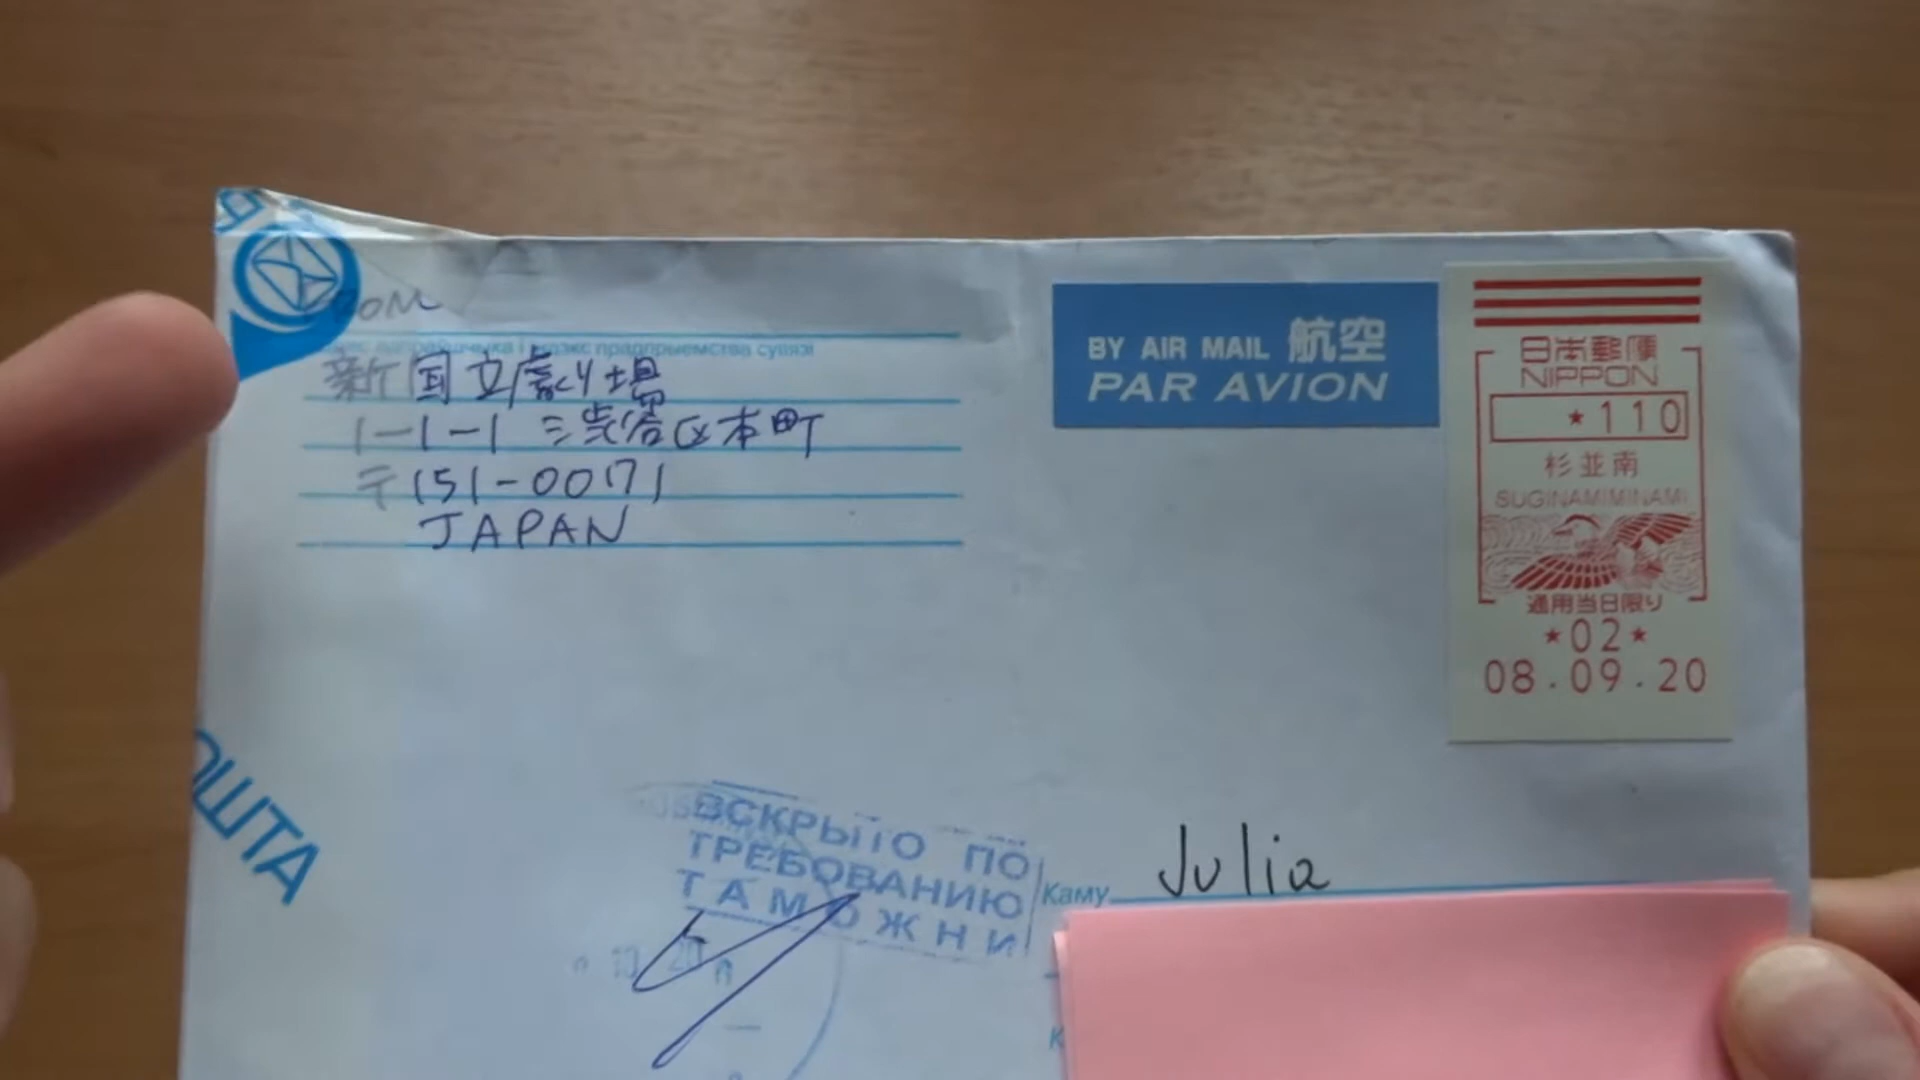 FROM
新国立劇場
1-1-1 渋谷区本町
〒151-0071
JAPAN
BY AIR MAIL 航空
PAR AVION
日本郵便
NIPPON
*110
杉並南
SUGINAMIMINAMI
通用当日限り
*02*
08.09.20
ОШТА
ВСКРЫТО ПО
ТРЕБОВАНИЮ
ТАМОЖНИ
Каму Julia